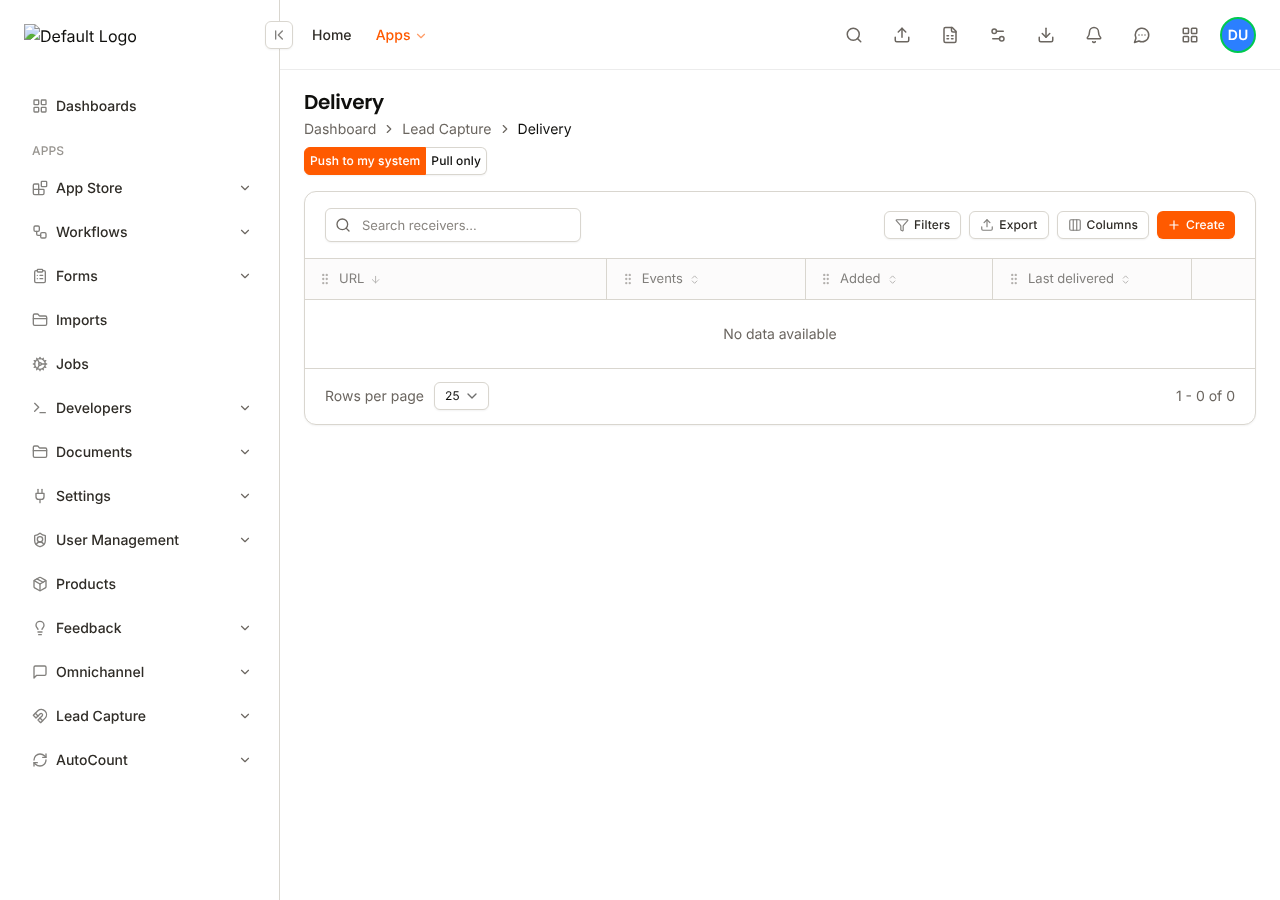 Default Logo
Home
Apps
DU
Dashboards
APPS
App Store
Workflows
Forms
Imports
Jobs
Developers
Documents
Settings
User Management
Products
Feedback
Omnichannel
Lead Capture
AutoCount
Delivery
Dashboard > Lead Capture > Delivery
Push to my system Pull only
Search receivers...
Filters Export Columns Create
URL Events Added Last delivered
No data available
Rows per page 25 1 - 0 of 0